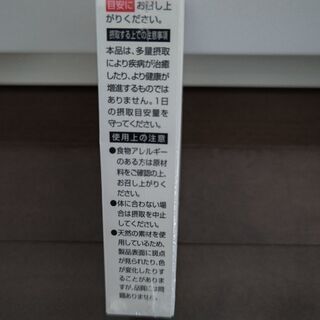 目安にお召し上
がりください。
摂取する上での注意事項
本品は、多量摂取
により疾病が治癒
したり、より健康が
増進するものでは
ありません。1日
の摂取目安量を
守ってください。
使用上の注意
●食物アレルギー
のある方は原材
料をご確認の上、
お召し上がりく
ださい。
●体に合わない場
合は摂取を中止
してください。
●天然の素材を使
用しているため、
製品表面に斑点
が見られたり、色
が変化したりす
ることがありま
すが、品質には問
題ありません。